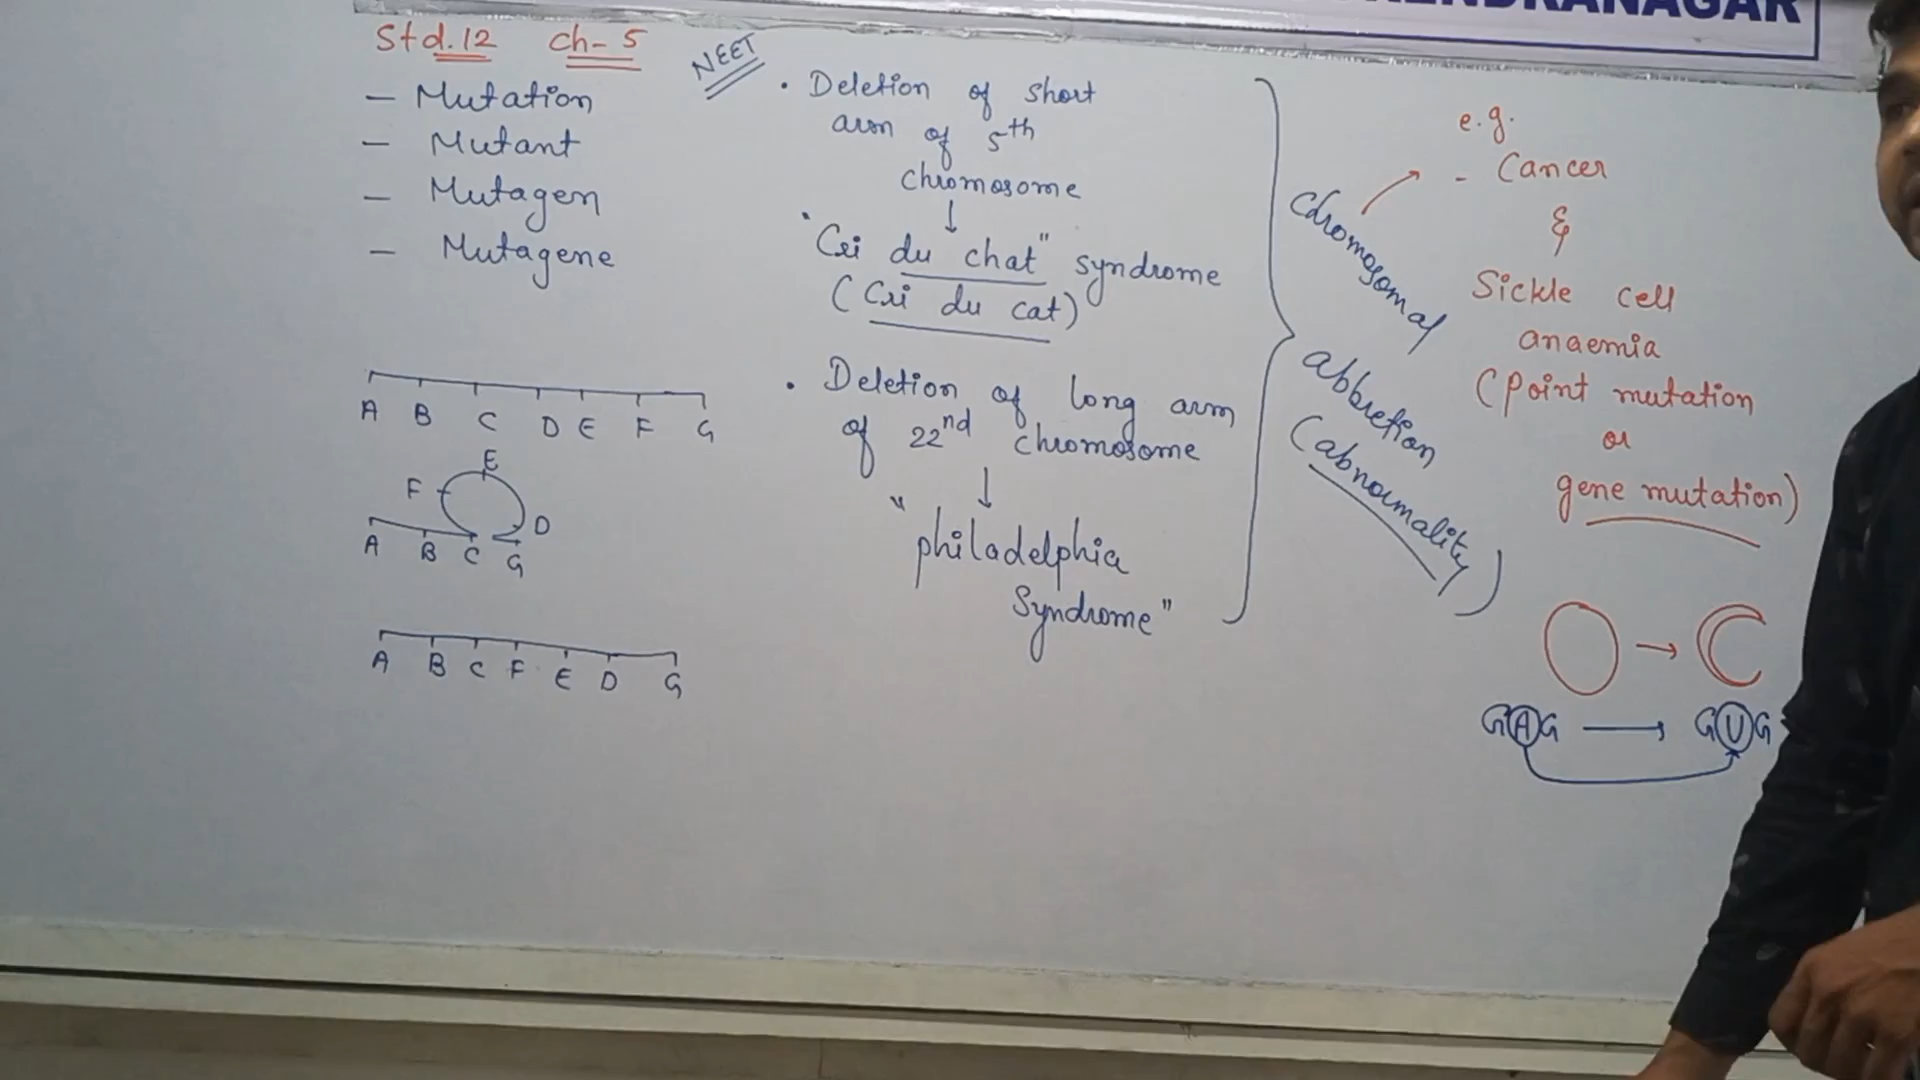 Std.12 Ch-5
- Mutation
- Mutant
- Mutagen
- Mutagene
A B C D E F G
E
F
D
A B C G
A B C F E D G
NEET
• Deletion of short
arm of 5th
chromosome
↓
"Cri du chat" syndrome
(Cri du cat)
• Deletion of long arm
of 22nd chromosome
↓
"philadelphia
Syndrome"
Chromosomal
abbretion
(abnormality)
e.g.
- Cancer
&
Sickle cell
anaemia
(Point mutation
or
gene mutation)
GAG → GUG